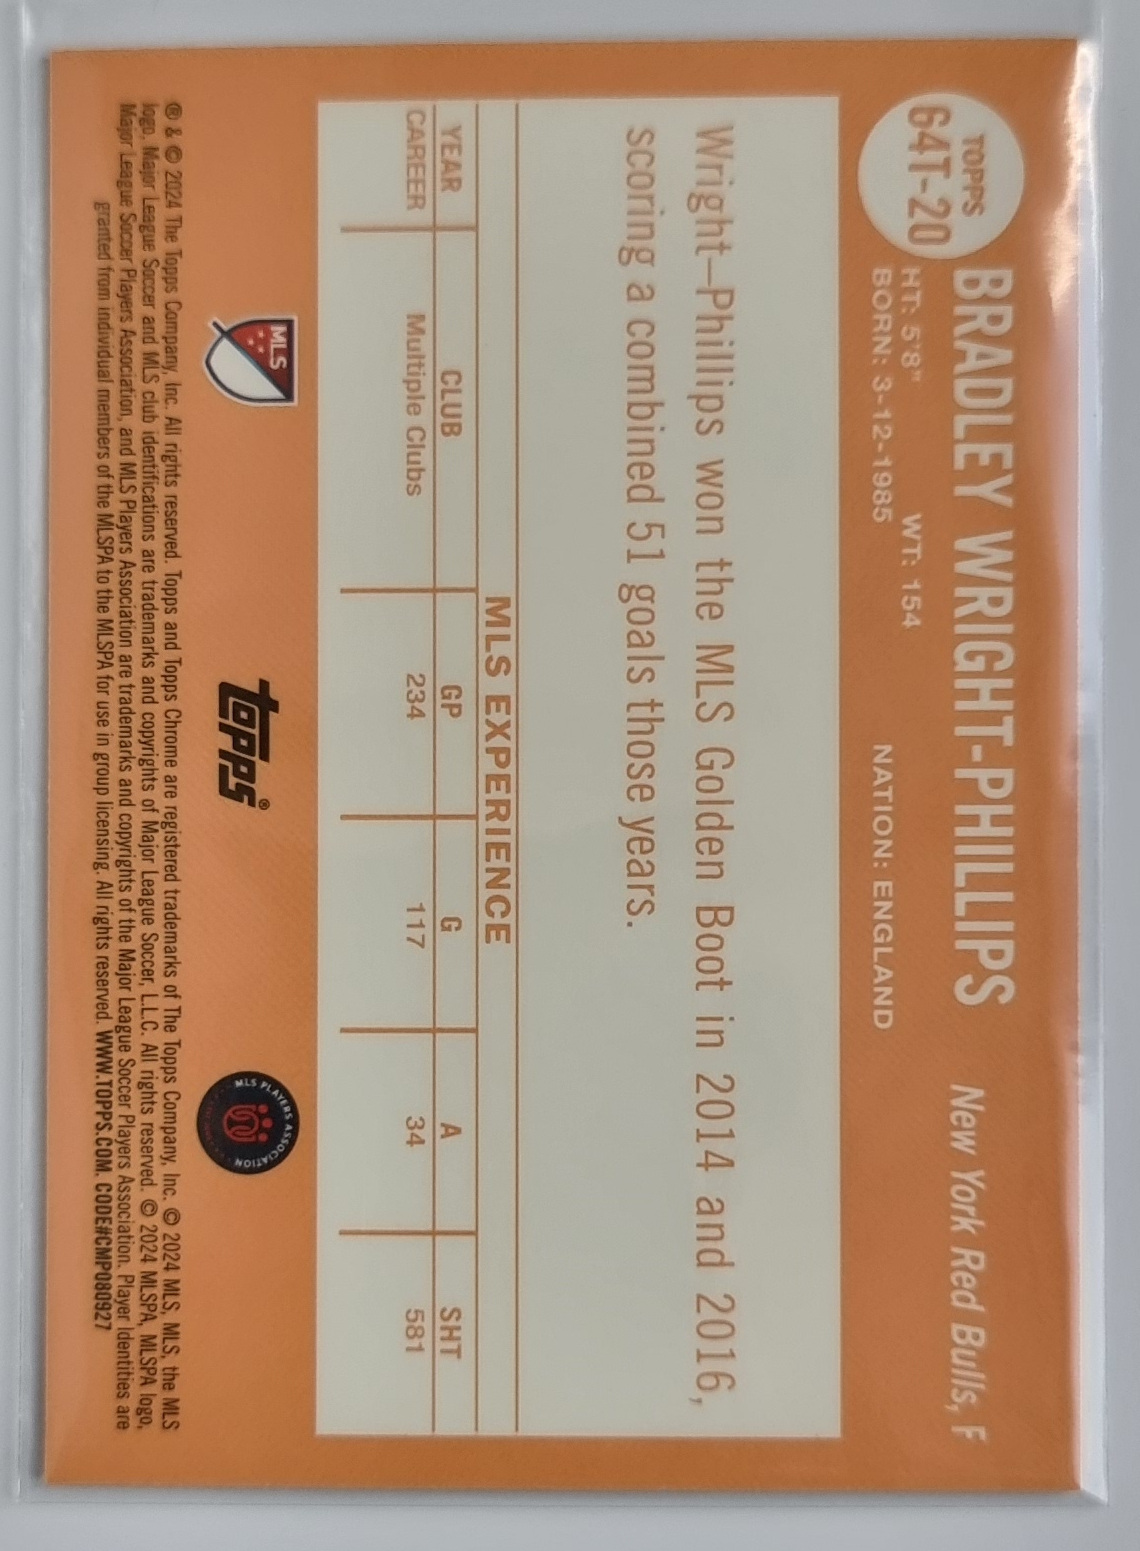 TOPPS
64T-20
BRADLEY WRIGHT-PHILLIPS New York Red Bulls, F
HT: 5'8" WT: 154
BORN: 3-12-1985 NATION: ENGLAND
Wright–Phillips won the MLS Golden Boot in 2014 and 2016,
scoring a combined 51 goals those years.
MLS EXPERIENCE
YEAR CLUB GP G A SHT
CAREER Multiple Clubs 234 117 34 581
MLS
topps®
MLS PLAYERS ASSOCIATION
® & © 2024 The Topps Company, Inc. All rights reserved. Topps and Topps Chrome are registered trademarks of The Topps Company, Inc. © 2024 MLS, MLS, the MLS
logo, Major League Soccer and MLS club identifications are trademarks and copyrights of Major League Soccer, L.L.C. All rights reserved. © 2024 MLSPA, MLSPA logo,
Major League Soccer Players Association, and MLS Players Association are trademarks and copyrights of the Major League Soccer Players Association. Player Identities are
granted from individual members of the MLSPA to the MLSPA for use in group licensing. All rights reserved. WWW.TOPPS.COM. CODE#CMP080927